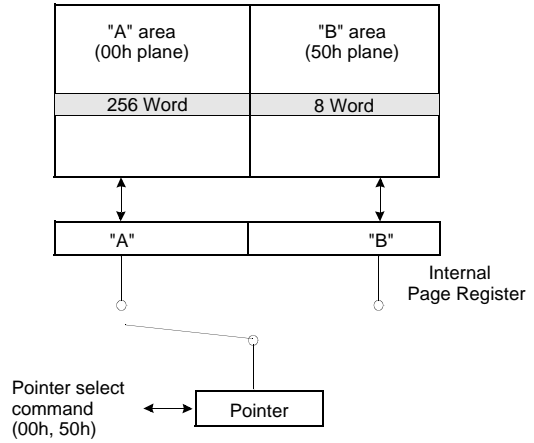 "A" area
(00h plane)
"B" area
(50h plane)
256 Word
8 Word
"A"
"B"
Internal
Page Register
Pointer select
command
(00h, 50h)
Pointer